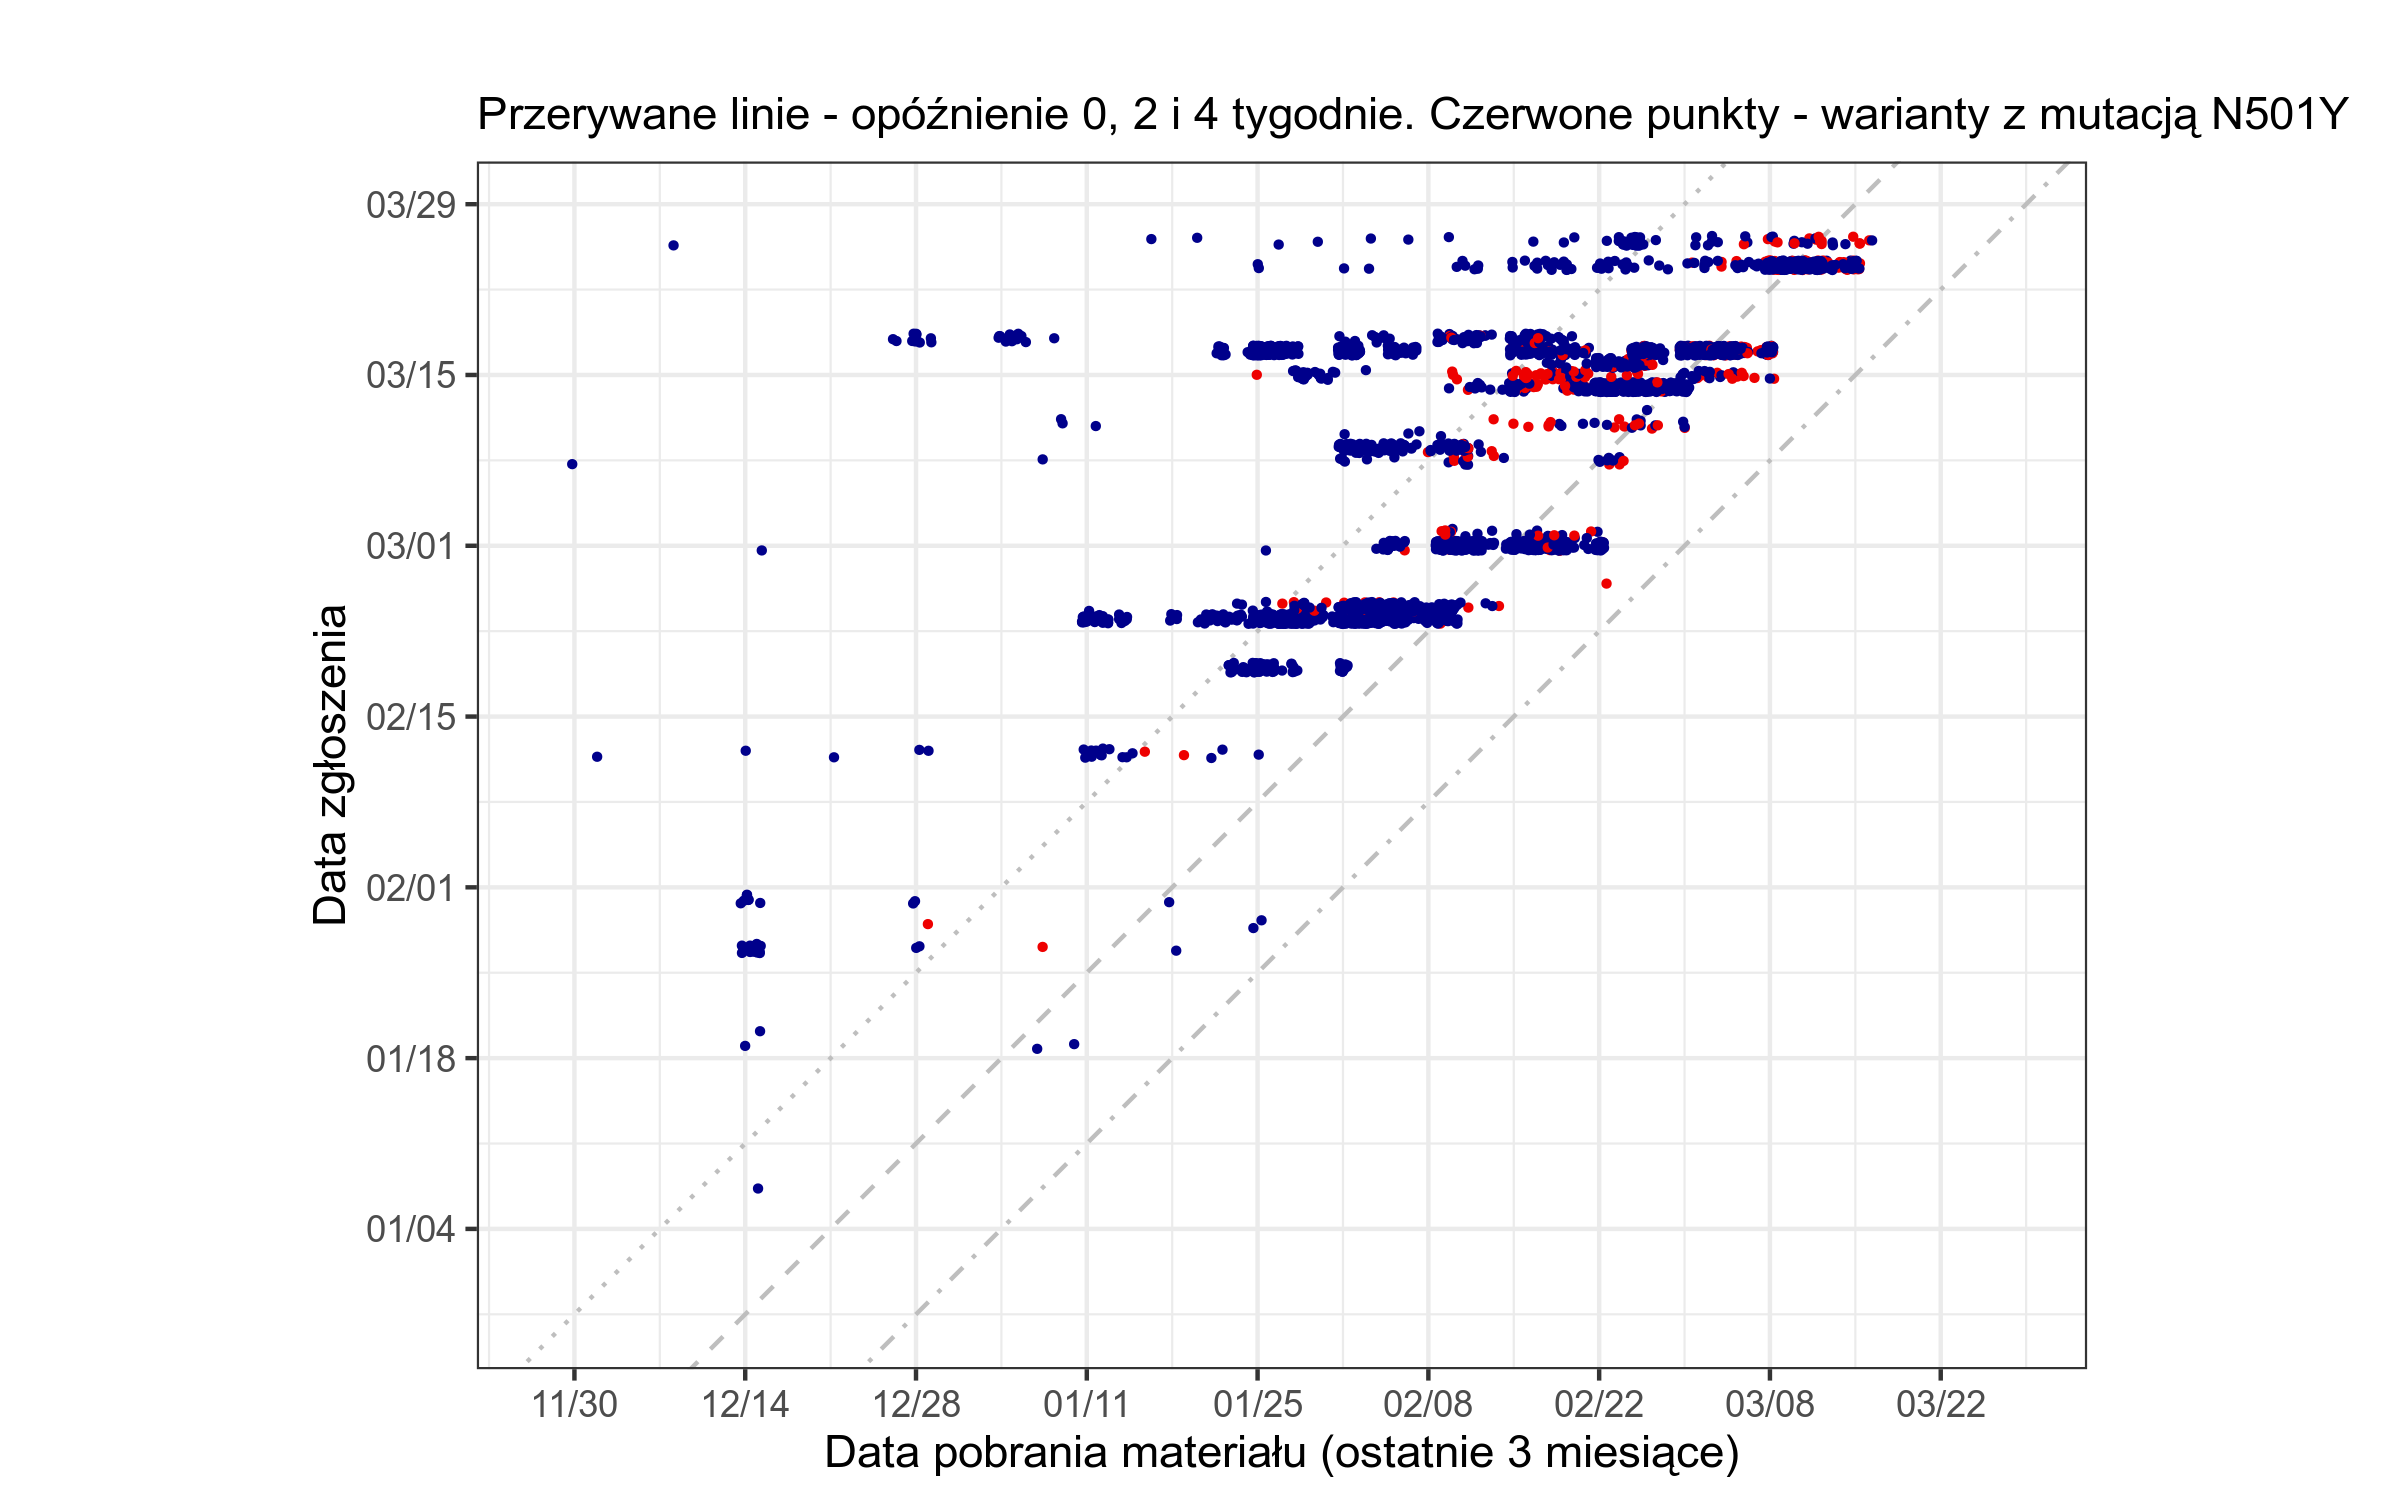 Przerywane linie - opóźnienie 0, 2 i 4 tygodnie. Czerwone punkty - warianty z mutacją N501Y
03/29
03/15
03/01
02/15
02/01
01/18
01/04
Data zgłoszenia
11/30 12/14 12/28 01/11 01/25 02/08 02/22 03/08 03/22
Data pobrania materiału (ostatnie 3 miesiące)